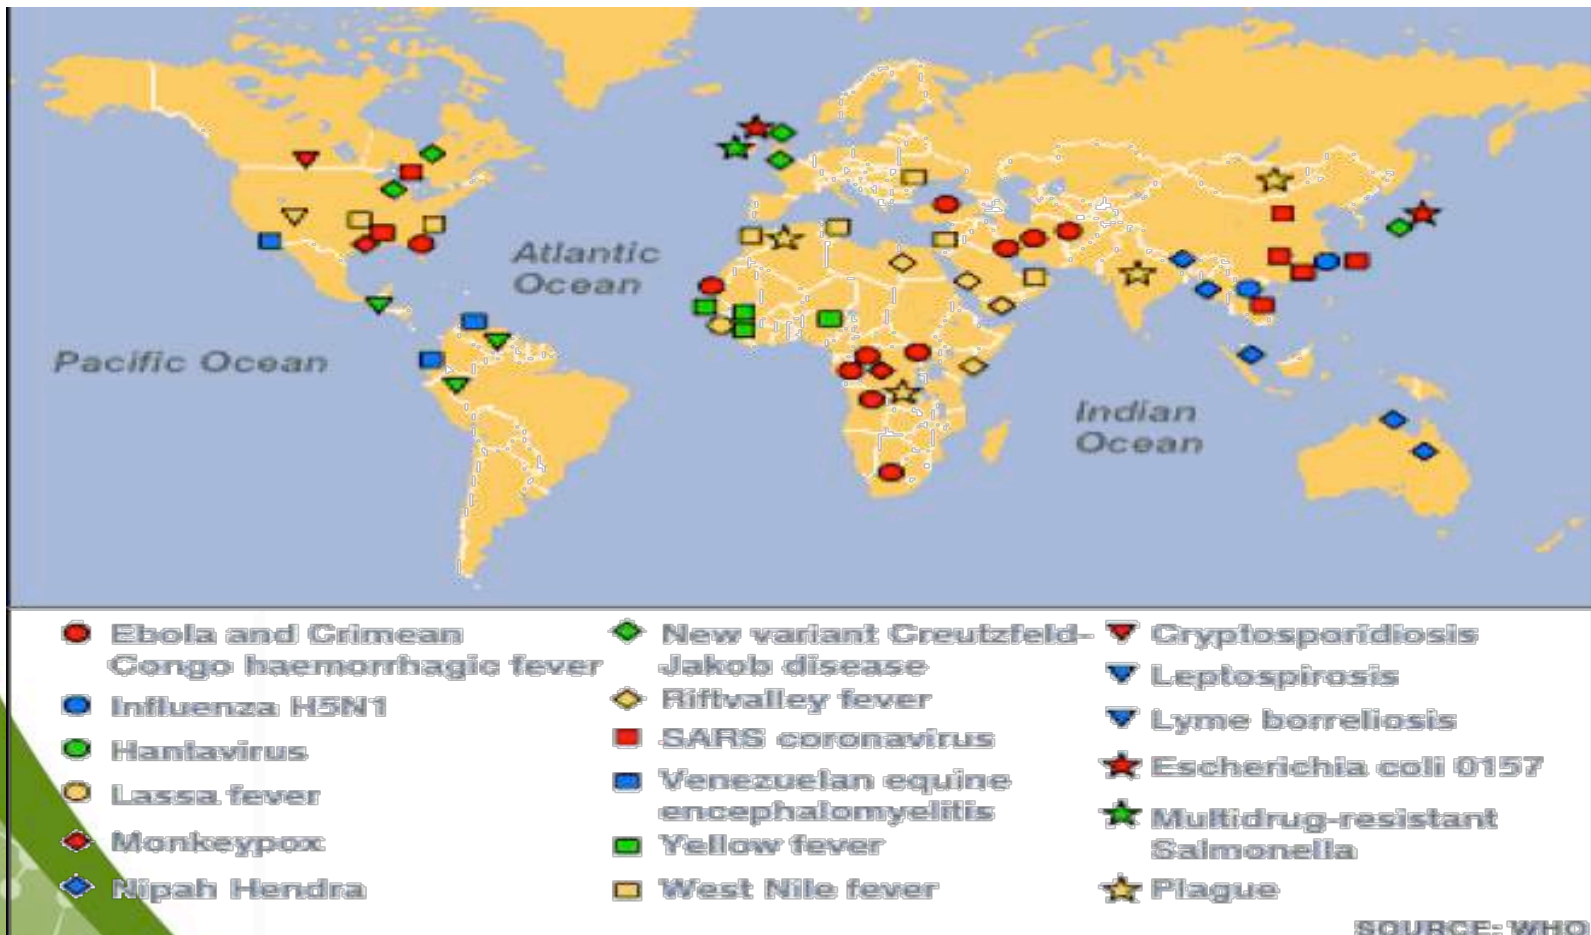 Atlantic
Ocean
Pacific Ocean
Indian
Ocean
Ebola and Crimean
Congo haemorrhagic fever
Influenza H5N1
Hantavirus
Lassa fever
Monkeypox
Nipah Hendra
New variant Creutzfeld-
Jakob disease
Riftvalley fever
SARS coronavirus
Venezuelan equine
encephalomyelitis
Yellow fever
West Nile fever
Cryptosporidiosis
Leptospirosis
Lyme borreliosis
Escherichia coli 0157
Multidrug-resistant
Salmonella
Plague
SOURCE: WHO